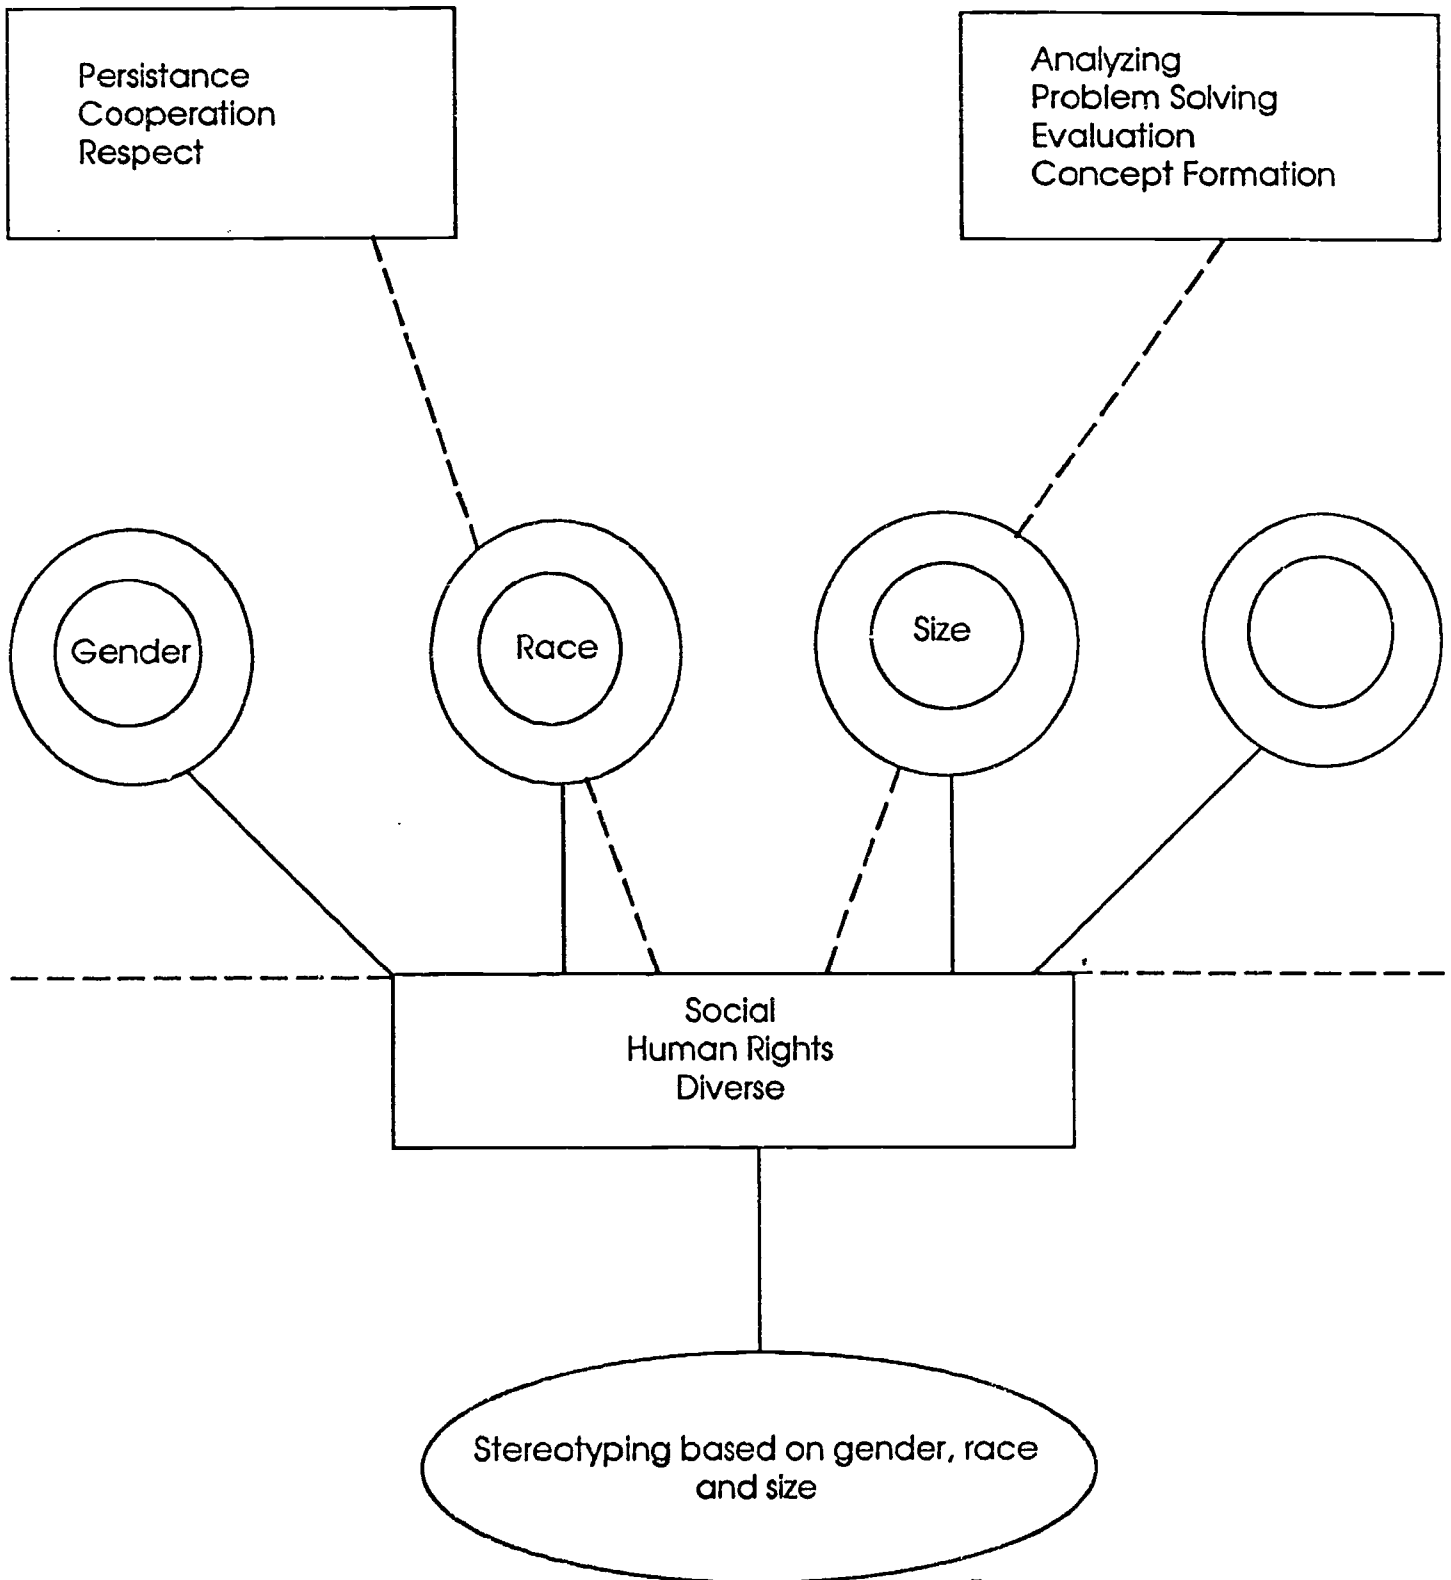 Persistance
Cooperation
Respect
Analyzing
Problem Solving
Evaluation
Concept Formation
Gender
Race
Size
Social
Human Rights
Diverse
Stereotyping based on gender, race
and size